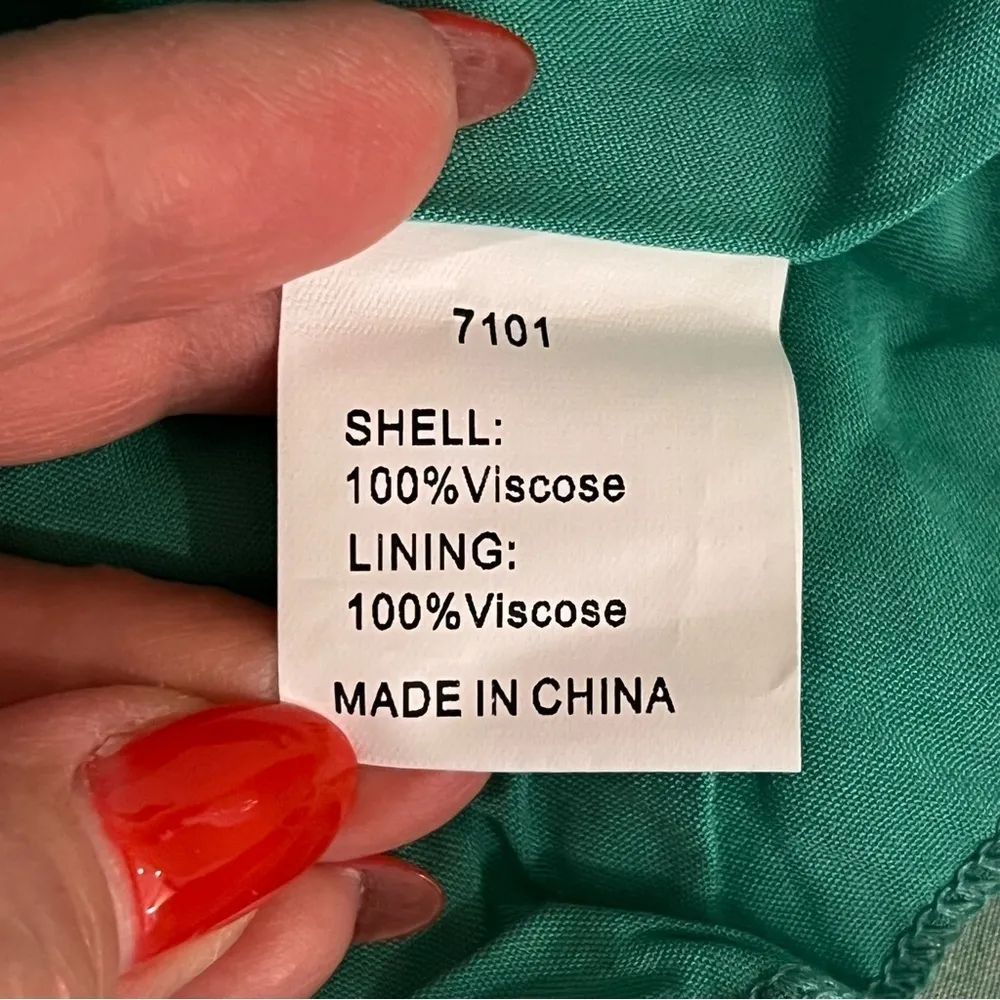 7101
SHELL:
100%Viscose
LINING:
100%Viscose
MADE IN CHINA